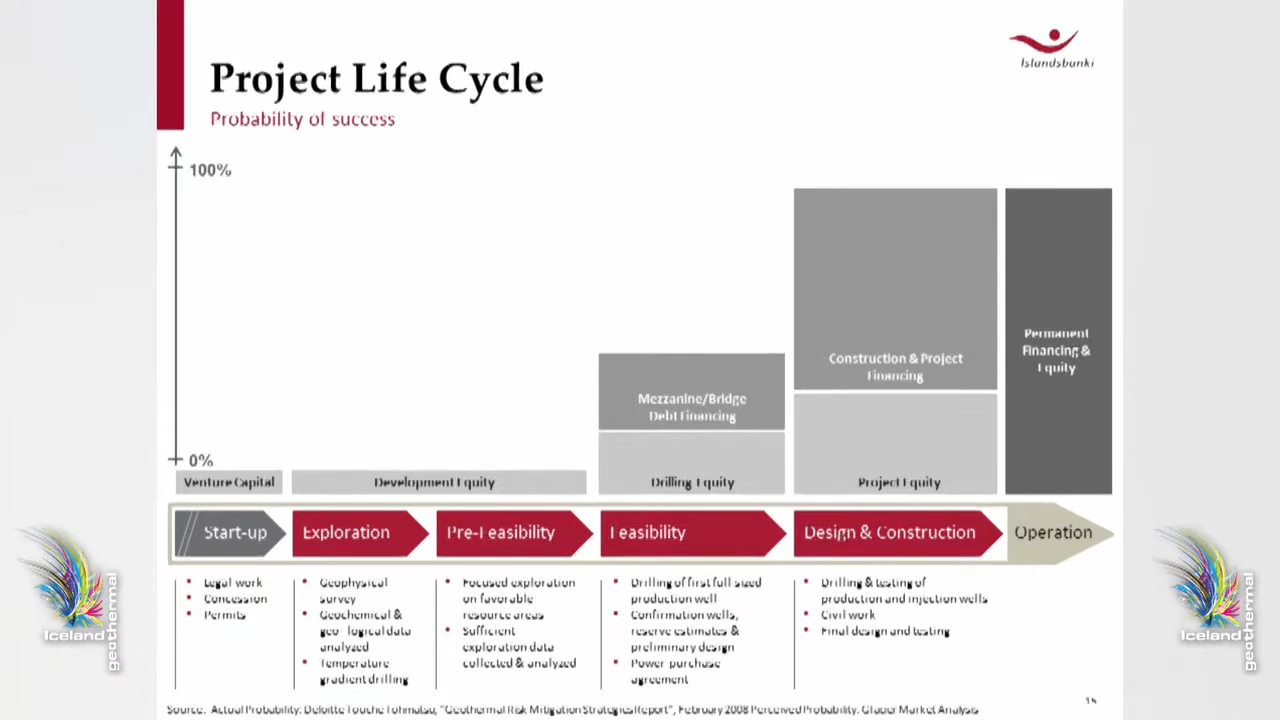 Project Life Cycle
Probability of success
Islandsbanki
100%
0%
Permanent
Financing &
Equity
Construction & Project
Financing
Mezzanine/Bridge
Debt Financing
Venture Capital
Development Equity
Drilling Equity
Project Equity
Start-up
Exploration
Pre-Feasibility
Feasibility
Design & Construction
Operation
• Legal work
• Concession
• Permits
• Geophysical
survey
• Geochemical &
geo-logical data
analyzed
• Temperature
gradient drilling
• Focused exploration
on favorable
resource areas
• Sufficient
exploration data
collected & analyzed
• Drilling of first full sized
production well
• Confirmation wells,
reserve estimates &
preliminary design
• Power purchase
agreement
• Drilling & testing of
production and injection wells
• Civil work
• Final design and testing
Source: Actual Probability: Deloitte Touche Tohmatsu, "Geothermal Risk Mitigation Strategies Report", February 2008 Perceived Probability: Glacier Market Analysis
Iceland
geothermal
Iceland
geothermal